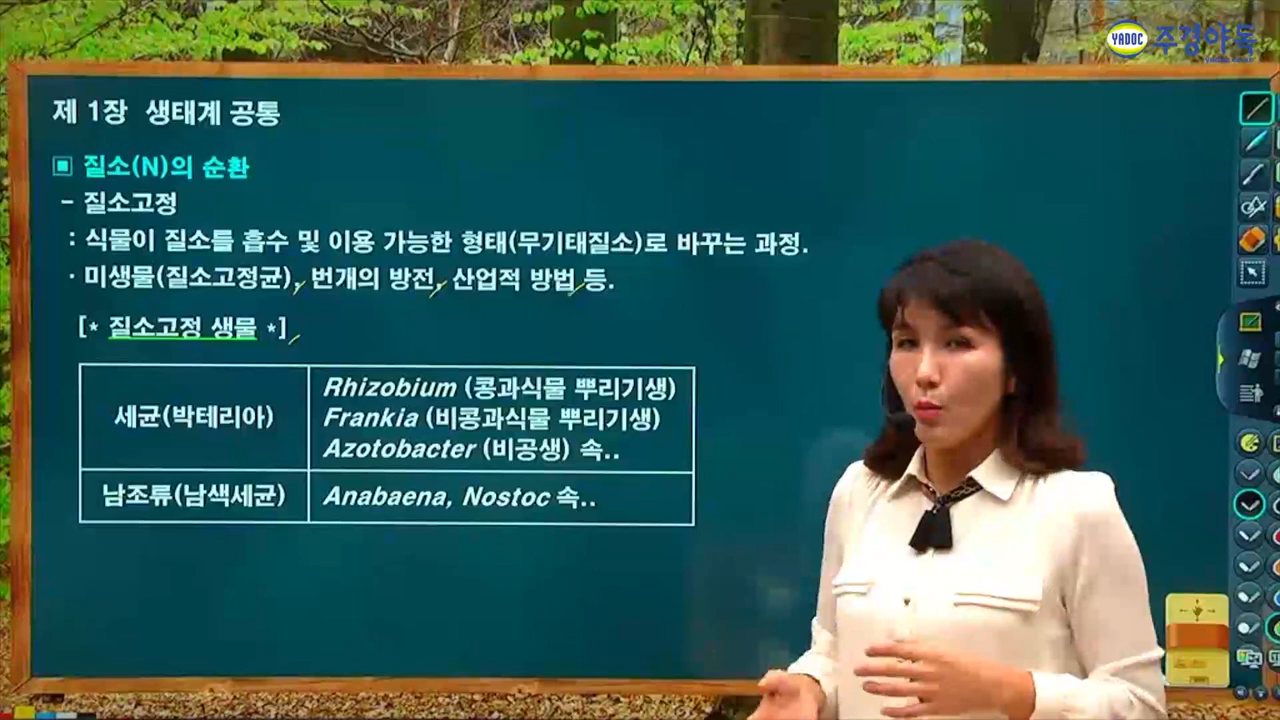 YADOC 주경야독
제 1장 생태계 공통
▣ 질소(N)의 순환
- 질소고정
: 식물이 질소를 흡수 및 이용 가능한 형태(무기태질소)로 바꾸는 과정.
· 미생물(질소고정균), 번개의 방전, 산업적 방법 등.
[* 질소고정 생물 *]
세균(박테리아)
Rhizobium (콩과식물 뿌리기생)
Frankia (비콩과식물 뿌리기생)
Azotobacter (비공생) 속..
남조류(남색세균)
Anabaena, Nostoc 속..